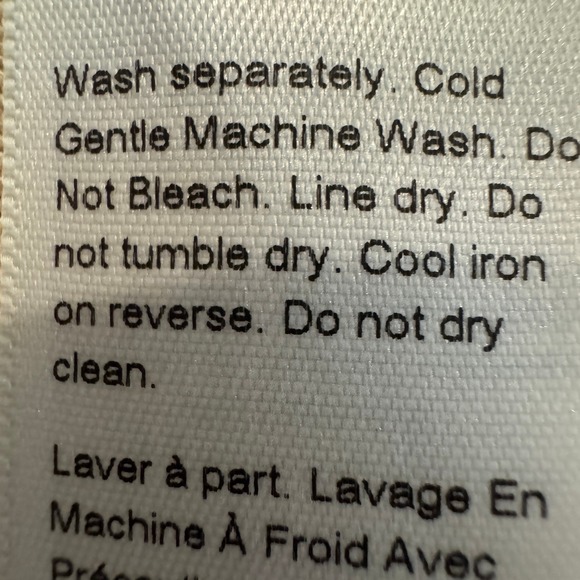 Wash separately. Cold
Gentle Machine Wash. Do
Not Bleach. Line dry. Do
not tumble dry. Cool iron
on reverse. Do not dry
clean.
Laver à part. Lavage En
Machine À Froid Avec